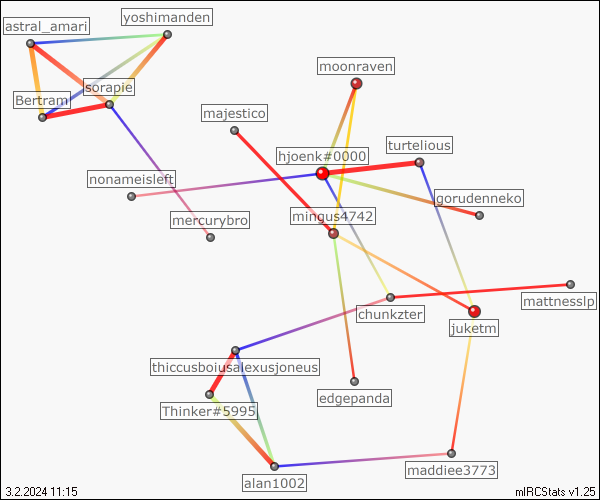 yoshimanden
astral_amari
moonraven
sorapie
Bertram
majestico
turtelious
hjoenk#0000
nonameisleft
gorudenneko
mercurybro
mingus4742
mattnesslp
chunkzter
juketm
thiccusboiusalexusjoneus
edgepanda
Thinker#5995
maddiee3773
alan1002
3.2.2024 11:15
mIRCStats v1.25